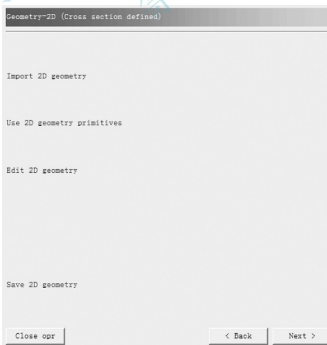 Geometry-2D (Cross section defined)
Import 2D geometry
Use 2D geometry primitives
Edit 2D geometry
Save 2D geometry
Close opr
< Back
Next >